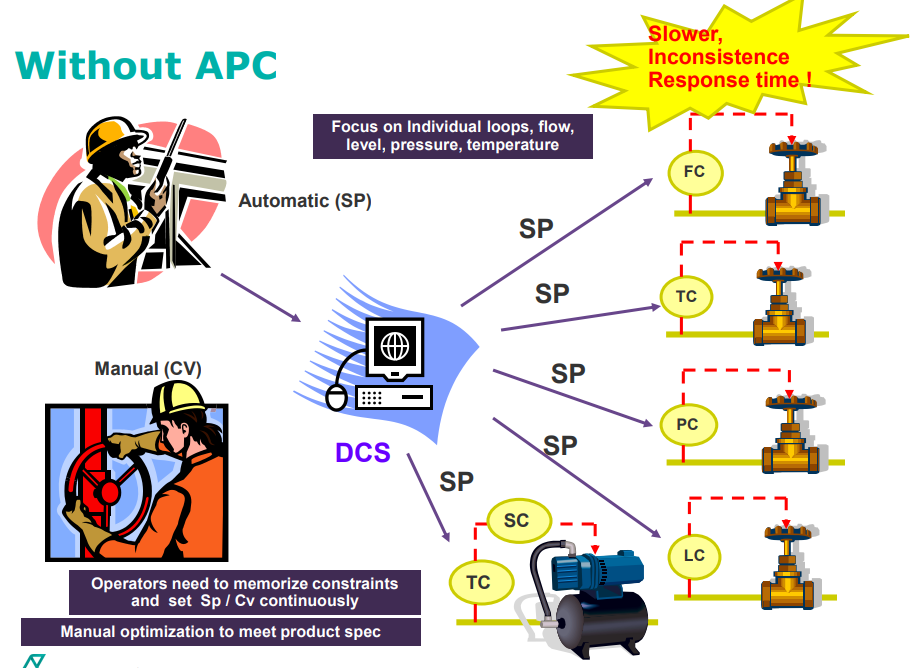 Without APC
Slower,
Inconsistence
Response time !
Focus on Individual loops, flow,
level, pressure, temperature
Automatic (SP)
FC
SP
TC
SP
Manual (CV)
SP
PC
DCS
SP
SP
SC
TC
LC
Operators need to memorize constraints
and set Sp / Cv continuously
Manual optimization to meet product spec